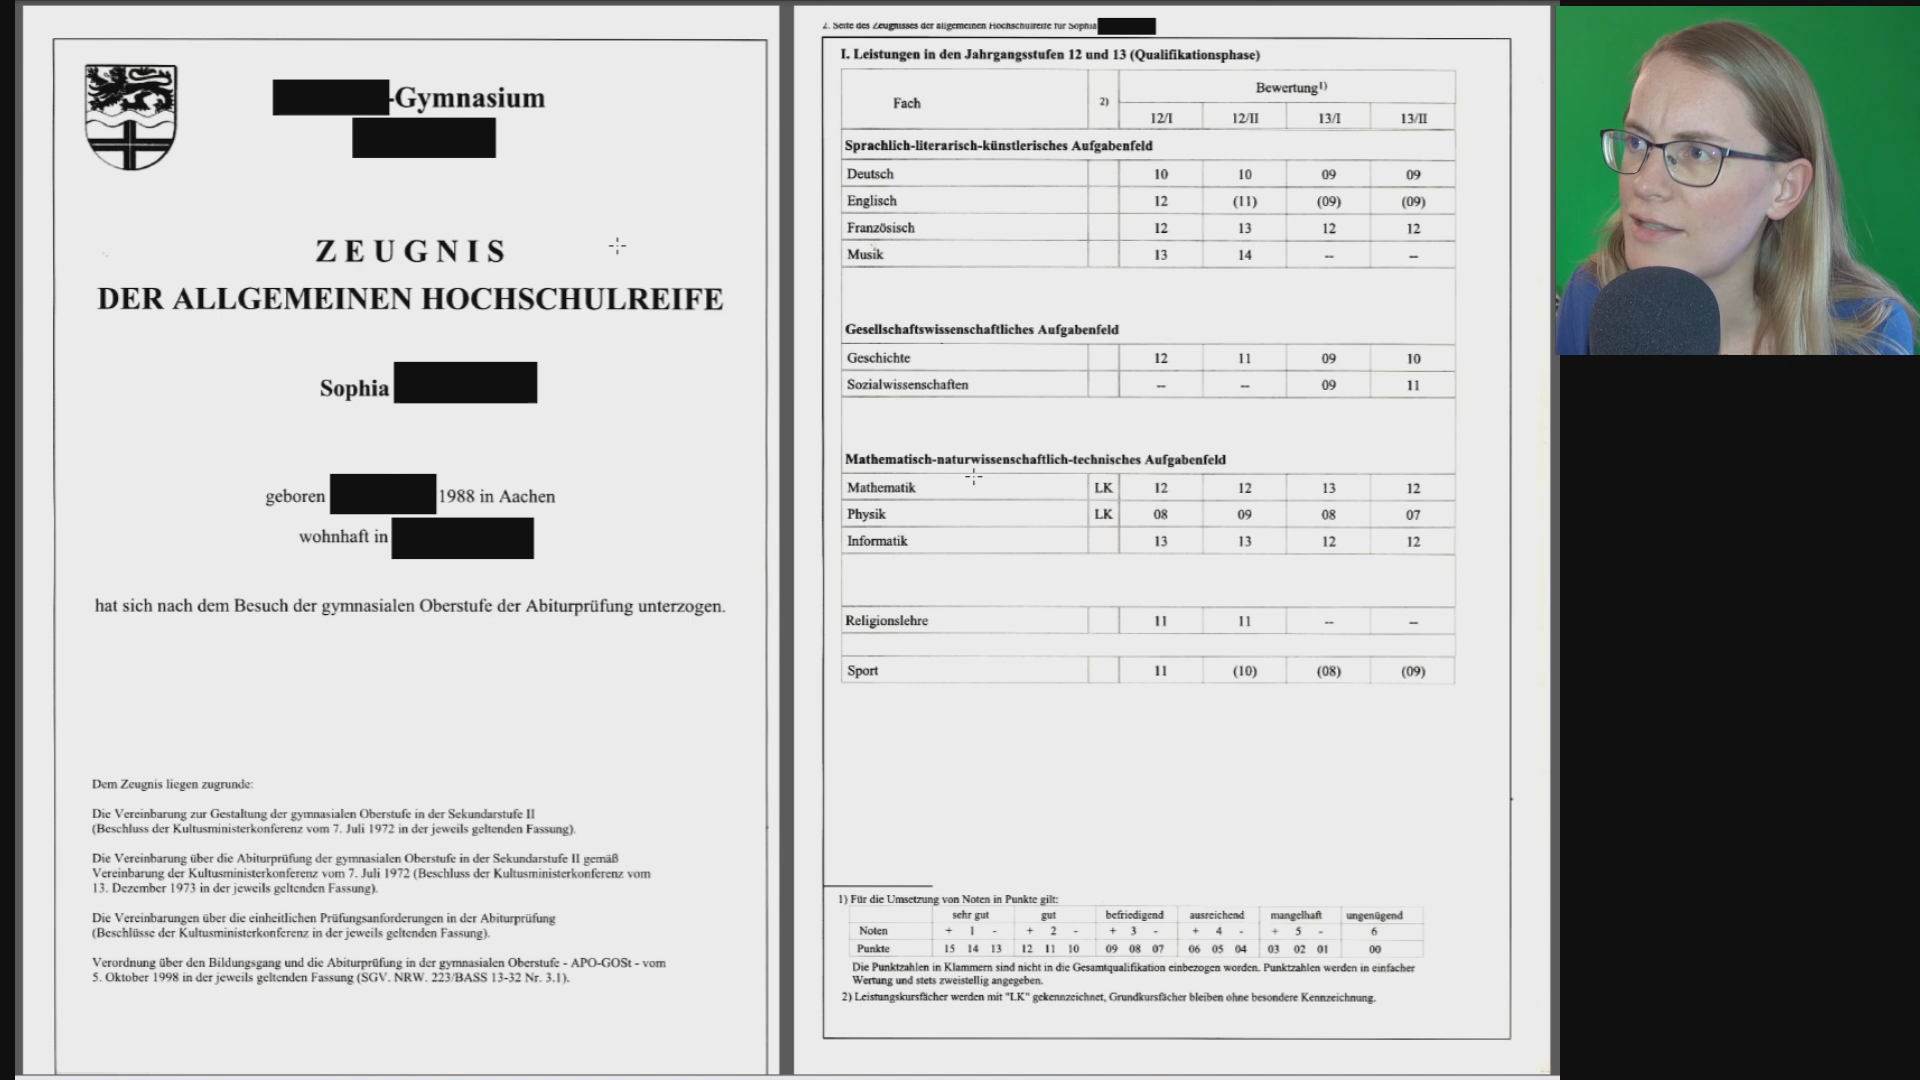 -Gymnasium
ZEUGNIS
DER ALLGEMEINEN HOCHSCHULREIFE
Sophia
geboren 1988 in Aachen
wohnhaft in
hat sich nach dem Besuch der gymnasialen Oberstufe der Abiturprüfung unterzogen.
Dem Zeugnis liegen zugrunde:
Die Vereinbarung zur Gestaltung der gymnasialen Oberstufe in der Sekundarstufe II
(Beschluss der Kultusministerkonferenz vom 7. Juli 1972 in der jeweils geltenden Fassung).
Die Vereinbarung über die Abiturprüfung der gymnasialen Oberstufe in der Sekundarstufe II gemäß
Vereinbarung der Kultusministerkonferenz vom 7. Juli 1972 (Beschluss der Kultusministerkonferenz vom
13. Dezember 1973 in der jeweils geltenden Fassung).
Die Vereinbarungen über die einheitlichen Prüfungsanforderungen in der Abiturprüfung
(Beschlüsse der Kultusministerkonferenz in der jeweils geltenden Fassung).
Verordnung über den Bildungsgang und die Abiturprüfung in der gymnasialen Oberstufe - APO-GOSt - vom
5. Oktober 1998 in der jeweils geltenden Fassung (SGV. NRW. 223/BASS 13-32 Nr. 3.1).
2. Seite des Zeugnisses der allgemeinen Hochschulreife für Sophia
I. Leistungen in den Jahrgangsstufen 12 und 13 (Qualifikationsphase)
Fach 2) Bewertung1)
12/I 12/II 13/I 13/II
Sprachlich-literarisch-künstlerisches Aufgabenfeld
Deutsch 10 10 09 09
Englisch 12 (11) (09) (09)
Französisch 12 13 12 12
Musik 13 14 -- --
Gesellschaftswissenschaftliches Aufgabenfeld
Geschichte 12 11 09 10
Sozialwissenschaften -- -- 09 11
Mathematisch-naturwissenschaftlich-technisches Aufgabenfeld
Mathematik LK 12 12 13 12
Physik LK 08 09 08 07
Informatik 13 13 12 12
Religionslehre 11 11 -- --
Sport 11 (10) (08) (09)
1) Für die Umsetzung von Noten in Punkte gilt:
sehr gut gut befriedigend ausreichend mangelhaft ungenügend
Noten + 1 - + 2 - + 3 - + 4 - + 5 - 6
Punkte 15 14 13 12 11 10 09 08 07 06 05 04 03 02 01 00
Die Punktzahlen in Klammern sind nicht in die Gesamtqualifikation einbezogen worden. Punktzahlen werden in einfacher
Wertung und stets zweistellig angegeben.
2) Leistungskursfächer werden mit "LK" gekennzeichnet, Grundkursfächer bleiben ohne besondere Kennzeichnung.